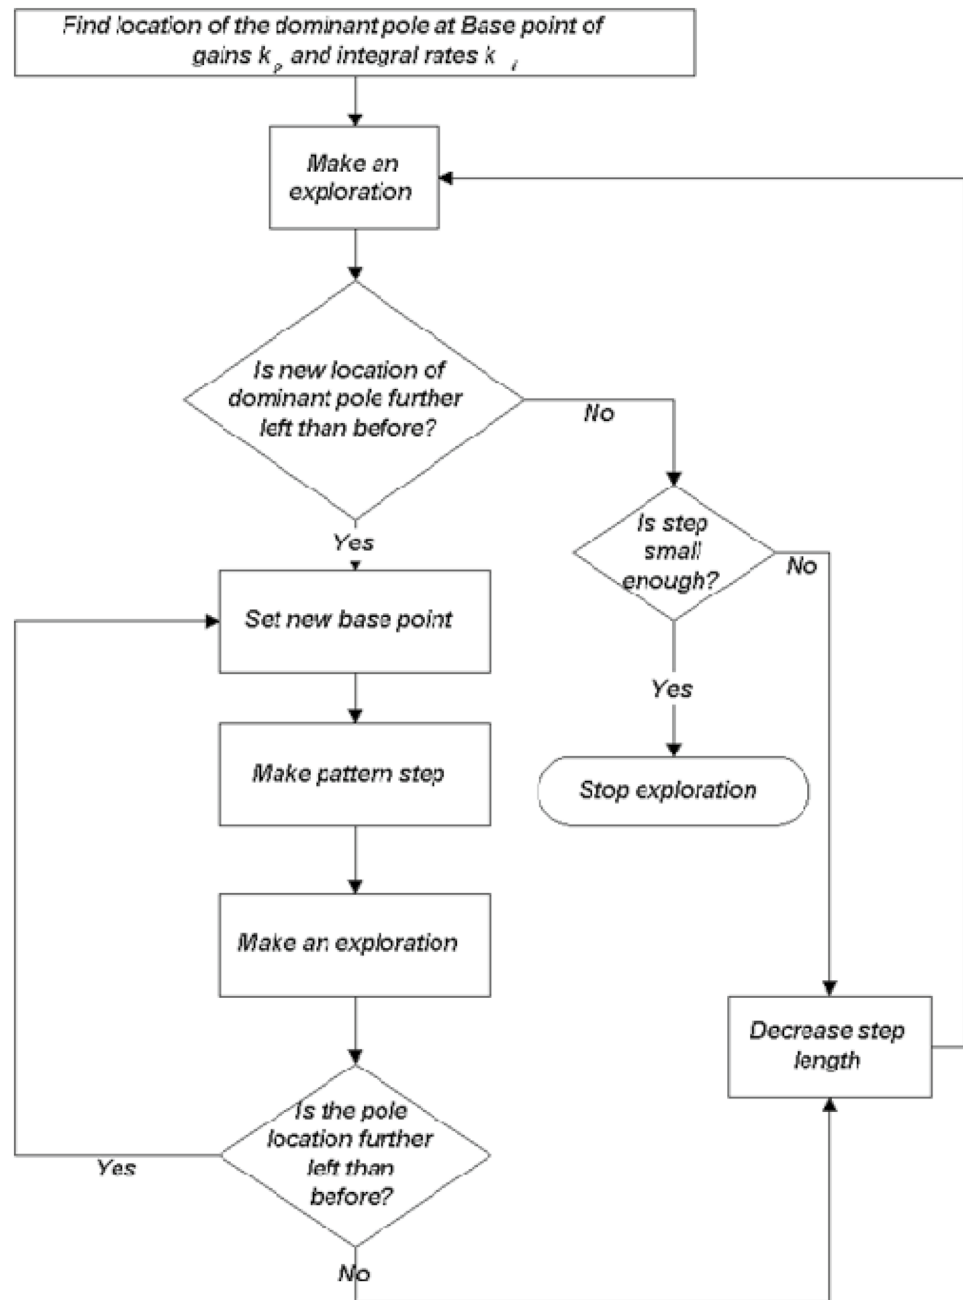 Find location of the dominant pole at Base point of
gains k p and integral rates k i
Make an
exploration
Is new location of
dominant pole further
left than before?
No
Is step
small
enough?
No
Yes
Set new base point
Yes
Make pattern step
Stop exploration
Make an exploration
Decrease step
length
Is the pole
location further
left than
before?
Yes
No